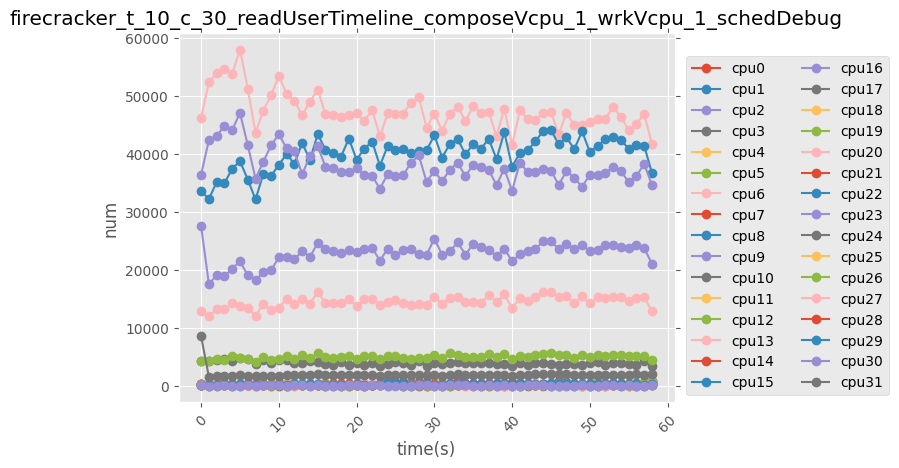 firecracker_t_10_c_30_readUserTimeline_composeVcpu_1_wrkVcpu_1_schedDebug
60000
50000
40000
30000
20000
10000
0
num
0
10
20
30
40
50
60
time(s)
cpu0
cpu1
cpu2
cpu3
cpu4
cpu5
cpu6
cpu7
cpu8
cpu9
cpu10
cpu11
cpu12
cpu13
cpu14
cpu15
cpu16
cpu17
cpu18
cpu19
cpu20
cpu21
cpu22
cpu23
cpu24
cpu25
cpu26
cpu27
cpu28
cpu29
cpu30
cpu31